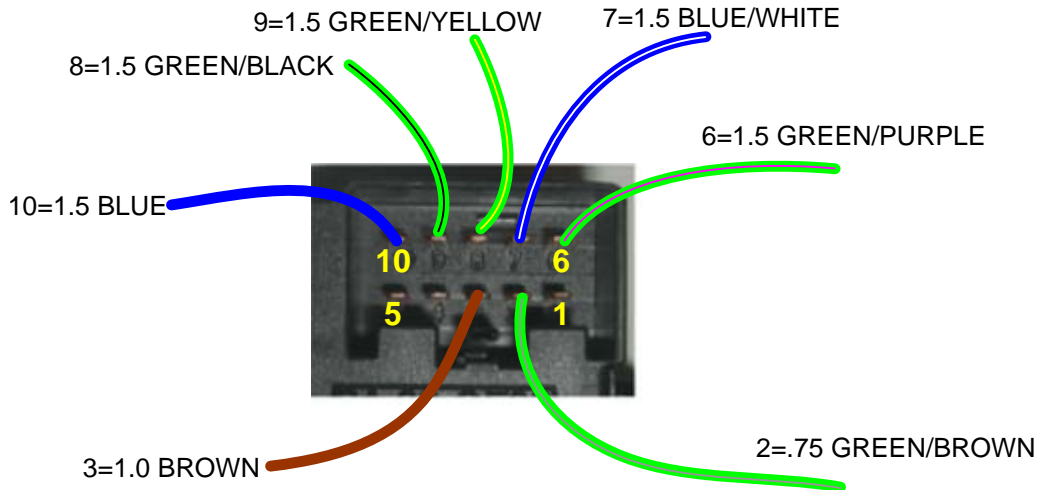 9=1.5 GREEN/YELLOW
7=1.5 BLUE/WHITE
8=1.5 GREEN/BLACK
6=1.5 GREEN/PURPLE
10=1.5 BLUE
10
6
5
1
3=1.0 BROWN
2=.75 GREEN/BROWN